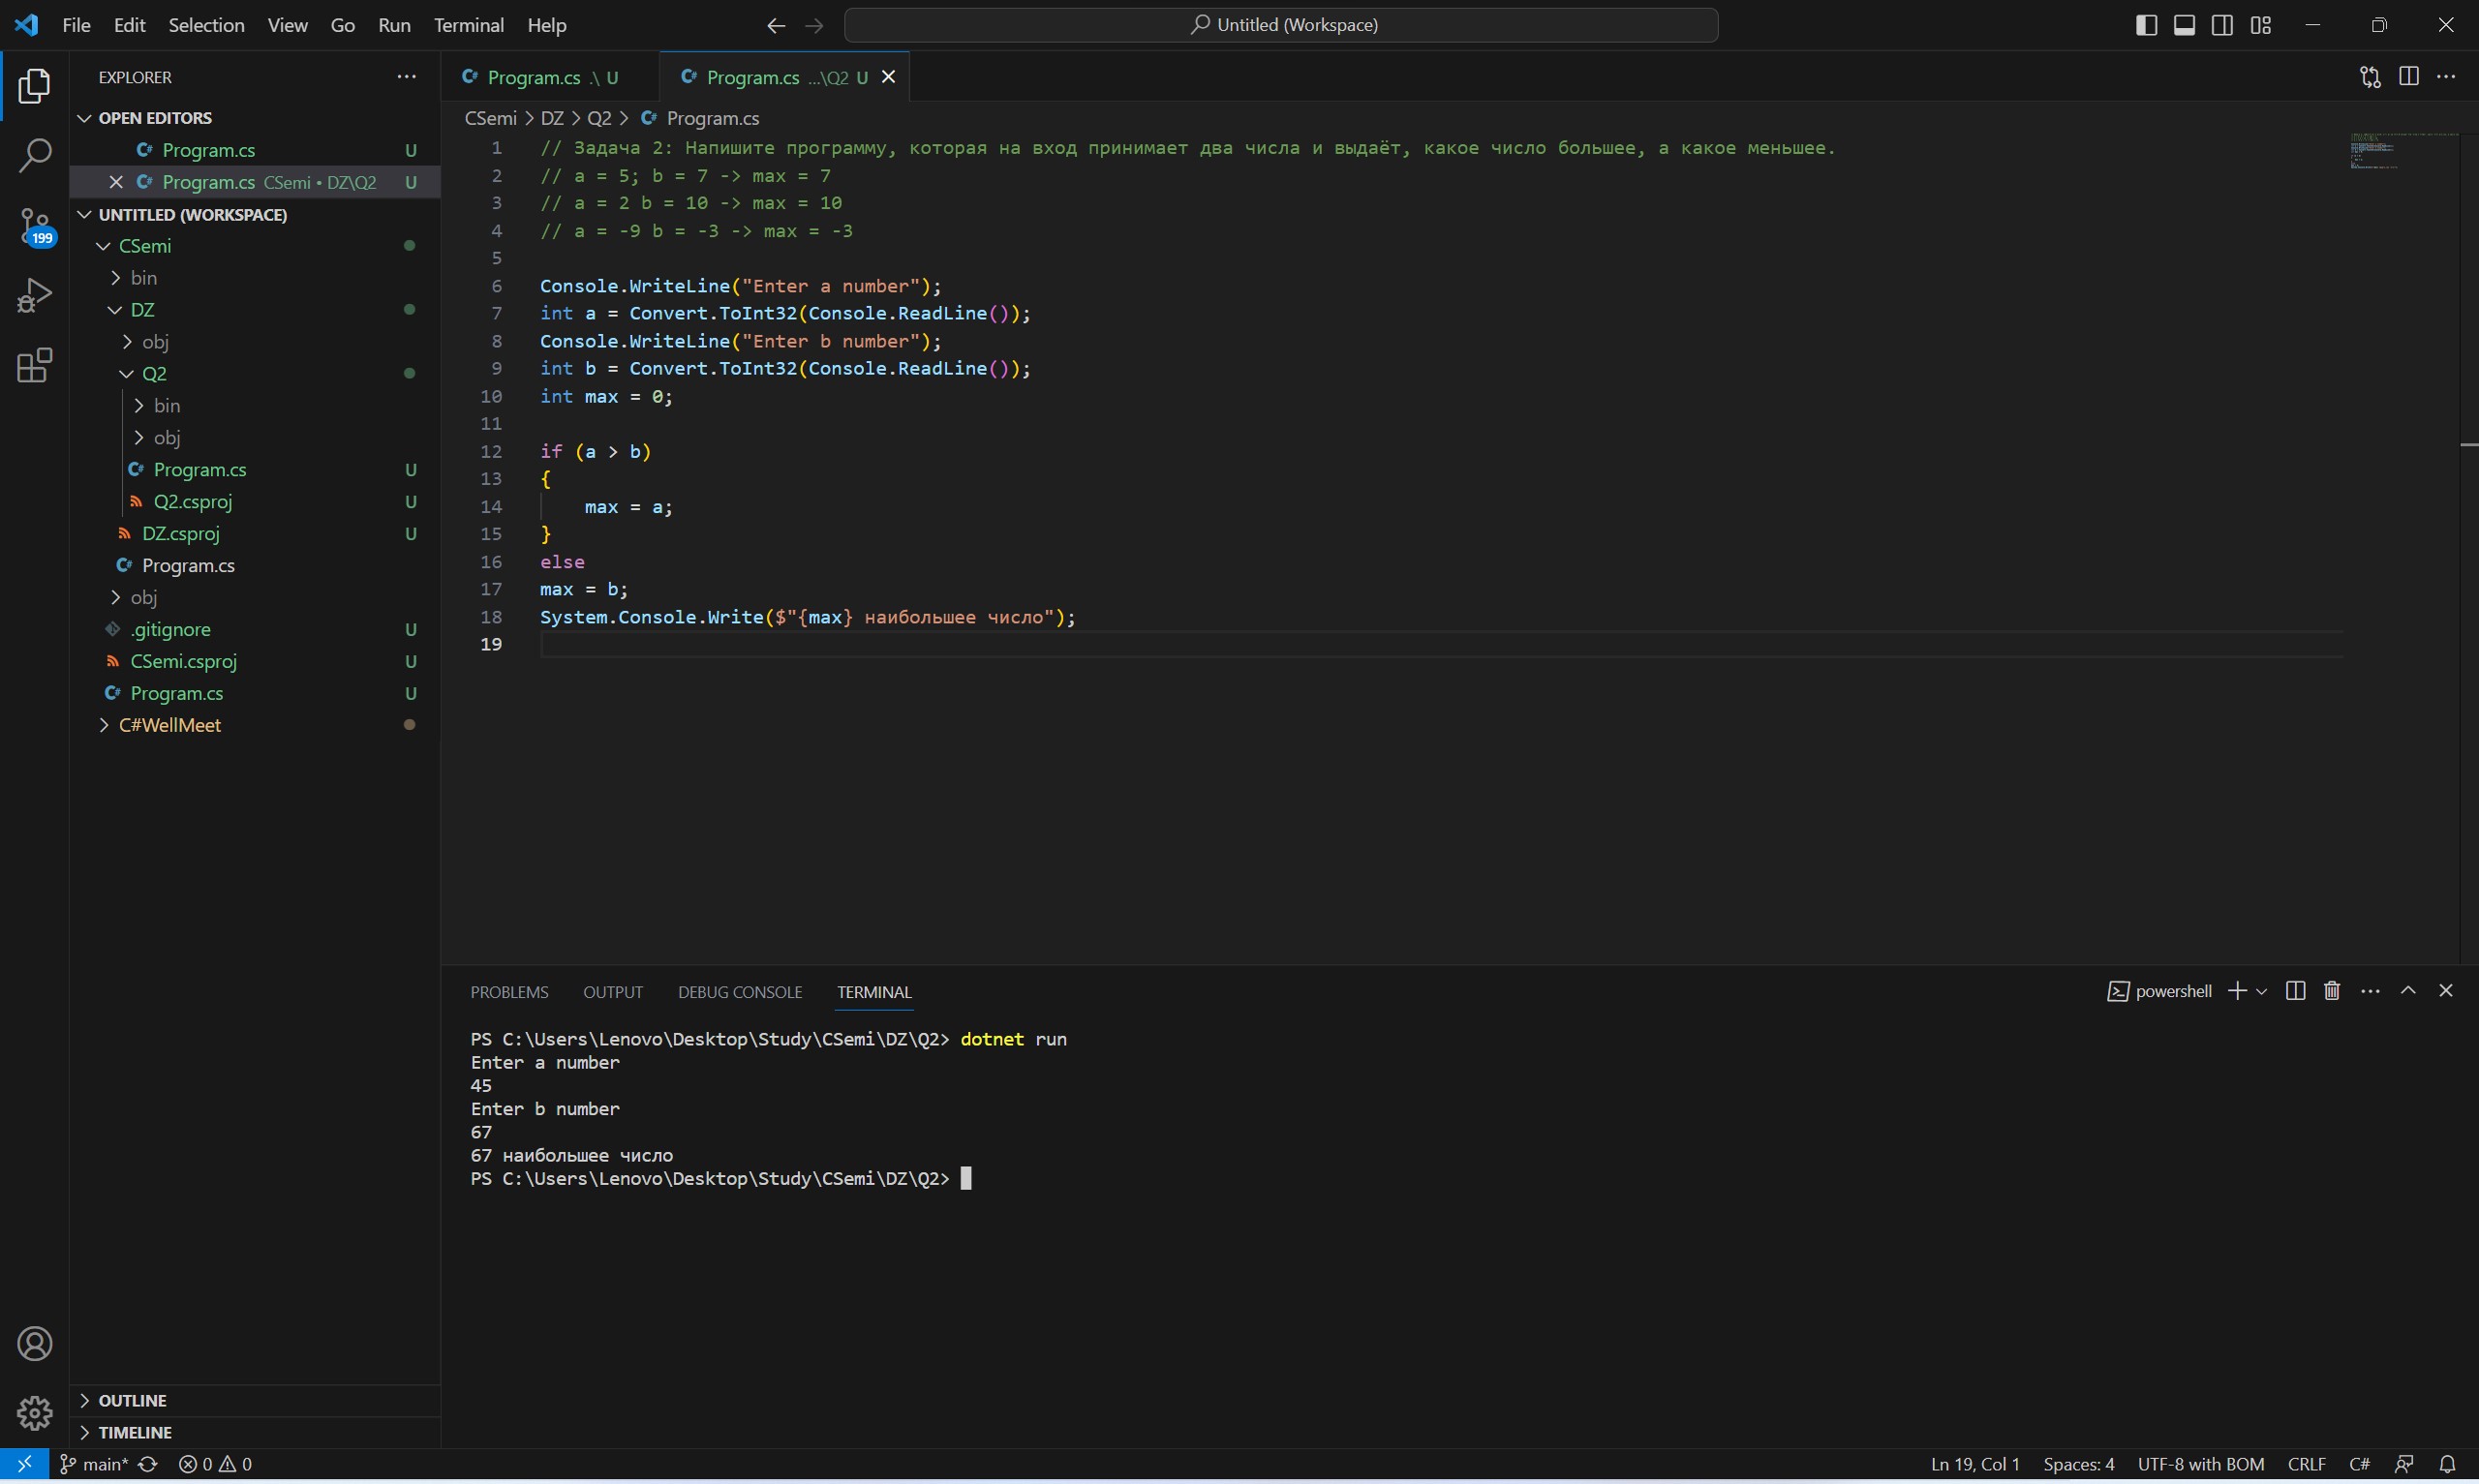 File Edit Selection View Go Run Terminal Help
Untitled (Workspace)
EXPLORER
OPEN EDITORS
Program.cs U
Program.cs CSemi • DZ\Q2 U
UNTITLED (WORKSPACE)
CSemi
bin
DZ
obj
Q2
bin
obj
Program.cs U
Q2.csproj U
DZ.csproj U
Program.cs
obj
.gitignore U
CSemi.csproj U
Program.cs U
C#WellMeet
OUTLINE
TIMELINE
199
Program.cs .\ U
Program.cs ...\Q2 U
CSemi > DZ > Q2 > Program.cs
1 // Задача 2: Напишите программу, которая на вход принимает два числа и выдаёт, какое число большее, а какое меньшее.
2 // a = 5; b = 7 -> max = 7
3 // a = 2 b = 10 -> max = 10
4 // a = -9 b = -3 -> max = -3
5
6 Console.WriteLine("Enter a number");
7 int a = Convert.ToInt32(Console.ReadLine());
8 Console.WriteLine("Enter b number");
9 int b = Convert.ToInt32(Console.ReadLine());
10 int max = 0;
11
12 if (a > b)
13 {
14     max = a;
15 }
16 else
17 max = b;
18 System.Console.Write($"{max} наибольшее число");
19
PROBLEMS OUTPUT DEBUG CONSOLE TERMINAL
powershell
PS C:\Users\Lenovo\Desktop\Study\CSemi\DZ\Q2> dotnet run
Enter a number
45
Enter b number
67
67 наибольшее число
PS C:\Users\Lenovo\Desktop\Study\CSemi\DZ\Q2>
main* 0 0
Ln 19, Col 1 Spaces: 4 UTF-8 with BOM CRLF C#